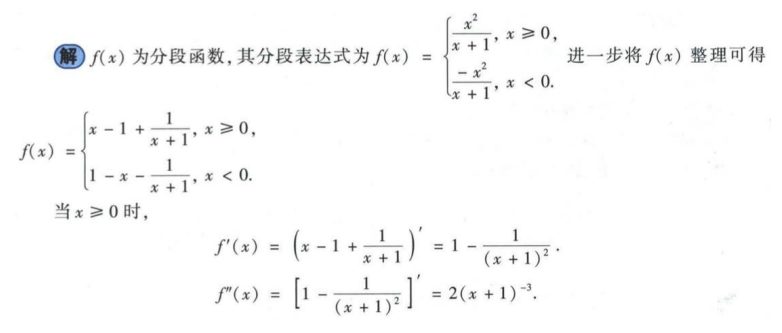 解 f(x) 为分段函数,其分段表达式为 f(x) = { x²/(x + 1), x ≥ 0, -x²/(x + 1), x < 0. 进一步将 f(x) 整理可得
f(x) = { x - 1 + 1/(x + 1), x ≥ 0, 1 - x - 1/(x + 1), x < 0.
当 x ≥ 0 时,
f′(x) = (x - 1 + 1/(x + 1))′ = 1 - 1/(x + 1)².
f″(x) = [1 - 1/(x + 1)²]′ = 2(x + 1)⁻³.